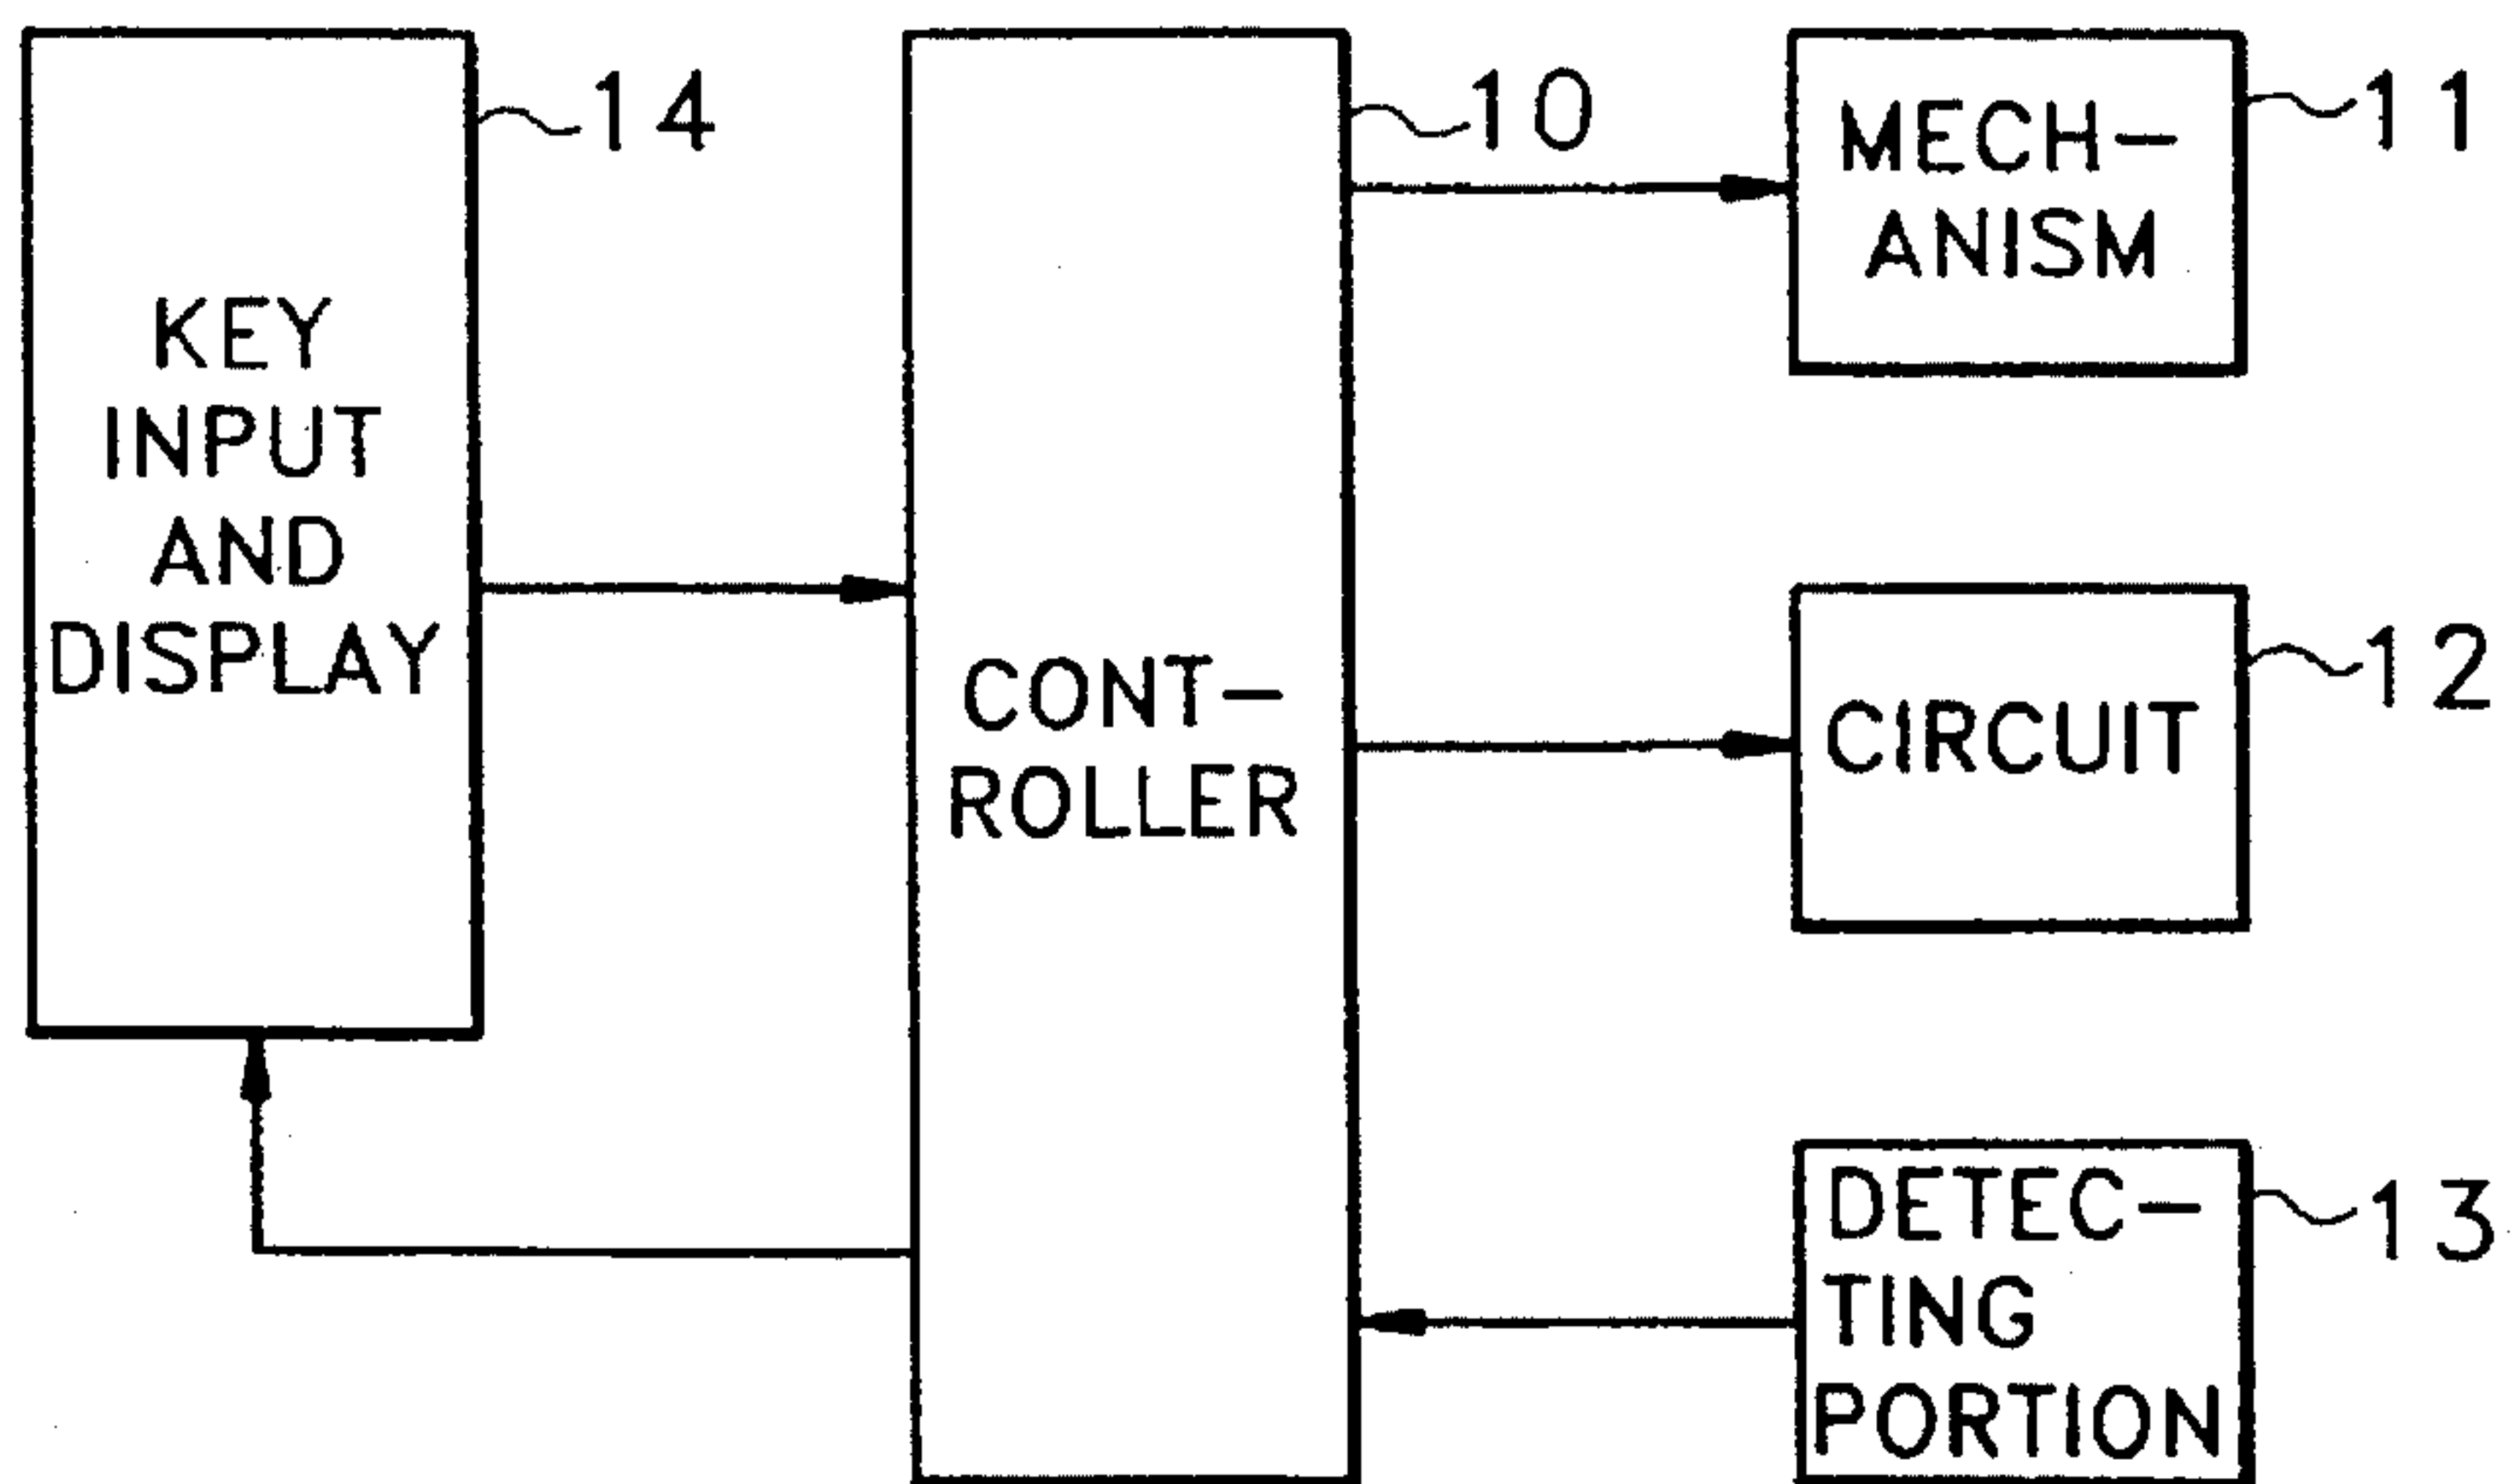 14
KEY
INPUT
AND
DISPLAY
10
CONT-
ROLLER
11
MECH-
ANISM
12
CIRCUIT
13
DETEC-
TING
PORTION